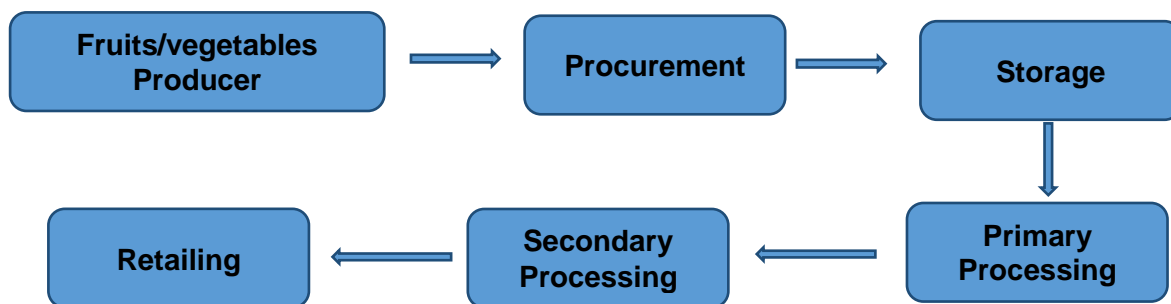 Fruits/vegetables
Producer
Procurement
Storage
Primary
Processing
Secondary
Processing
Retailing